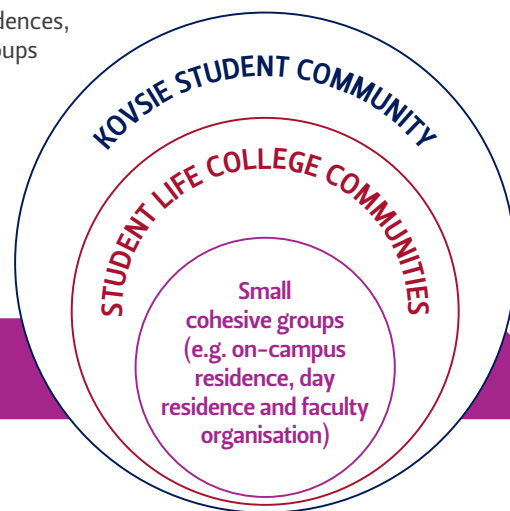 dences,
oups
KOVSIE STUDENT COMMUNITY
STUDENT LIFE COLLEGE COMMUNITIES
Small
cohesive groups
(e.g. on-campus
residence, day
residence and faculty
organisation)